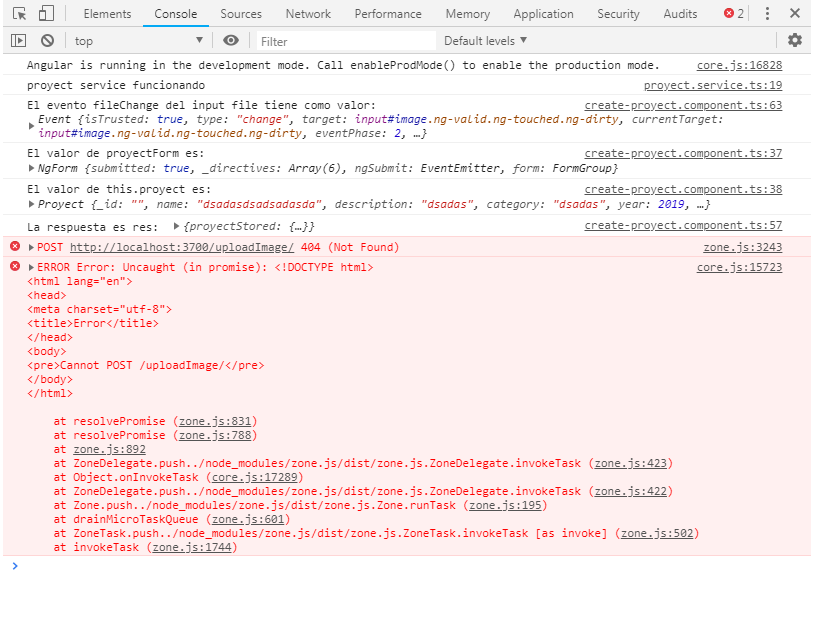 Elements Console Sources Network Performance Memory Application Security Audits 2
top Filter Default levels
Angular is running in the development mode. Call enableProdMode() to enable the production mode. core.js:16828
proyect service funcionando proyect.service.ts:19
El evento fileChange del input file tiene como valor: create-proyect.component.ts:63
Event {isTrusted: true, type: "change", target: input#image.ng-valid.ng-touched.ng-dirty, currentTarget:
input#image.ng-valid.ng-touched.ng-dirty, eventPhase: 2, …}
El valor de proyectForm es: create-proyect.component.ts:37
NgForm {submitted: true, _directives: Array(6), ngSubmit: EventEmitter, form: FormGroup}
El valor de this.proyect es: create-proyect.component.ts:38
Proyect {_id: "", name: "dsadasdsadsadasda", description: "dsadas", category: "dsadas", year: 2019, …}
La respuesta es res: {proyectStored: {…}} create-proyect.component.ts:57
POST http://localhost:3700/uploadImage/ 404 (Not Found) zone.js:3243
ERROR Error: Uncaught (in promise): <!DOCTYPE html> core.js:15723
<html lang="en">
<head>
<meta charset="utf-8">
<title>Error</title>
</head>
<body>
<pre>Cannot POST /uploadImage/</pre>
</body>
</html>
at resolvePromise (zone.js:831)
at resolvePromise (zone.js:788)
at zone.js:892
at ZoneDelegate.push../node_modules/zone.js/dist/zone.js.ZoneDelegate.invokeTask (zone.js:423)
at Object.onInvokeTask (core.js:17289)
at ZoneDelegate.push../node_modules/zone.js/dist/zone.js.ZoneDelegate.invokeTask (zone.js:422)
at Zone.push../node_modules/zone.js/dist/zone.js.Zone.runTask (zone.js:195)
at drainMicroTaskQueue (zone.js:601)
at ZoneTask.push../node_modules/zone.js/dist/zone.js.ZoneTask.invokeTask [as invoke] (zone.js:502)
at invokeTask (zone.js:1744)